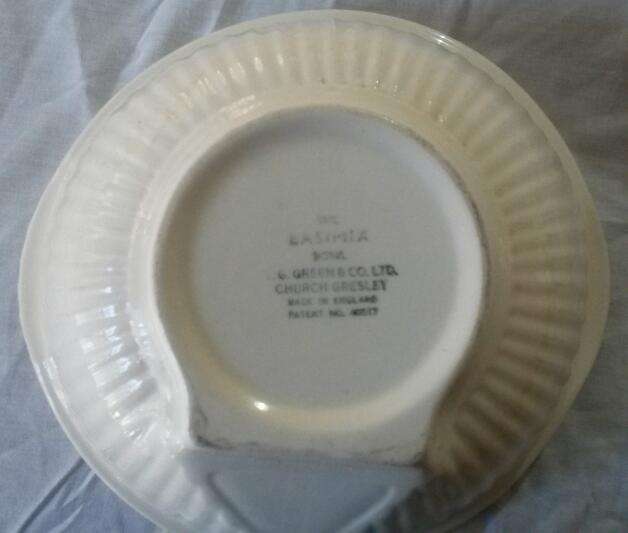 THE
EASIMIX
BOWL
. G. GREEN & CO. LTD.
CHURCH GRESLEY
MADE IN ENGLAND
PATENT NO.